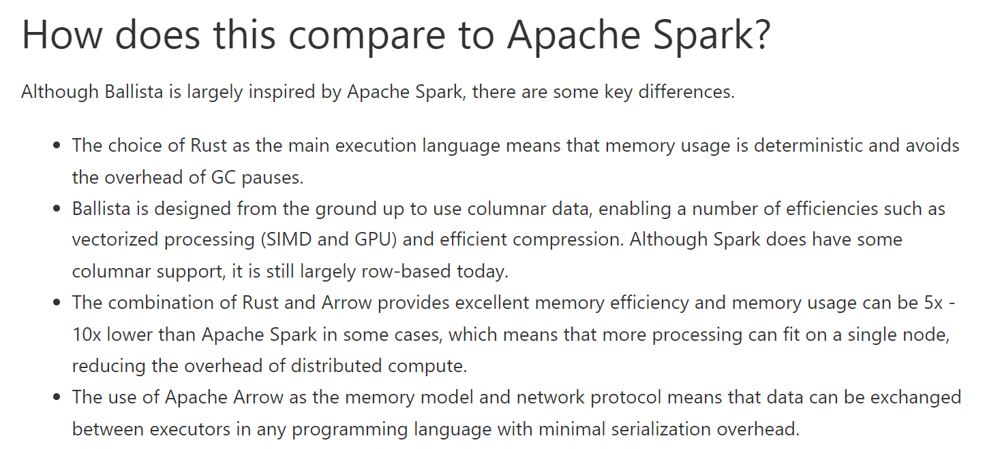 How does this compare to Apache Spark?
Although Ballista is largely inspired by Apache Spark, there are some key differences.
• The choice of Rust as the main execution language means that memory usage is deterministic and avoids
the overhead of GC pauses.
• Ballista is designed from the ground up to use columnar data, enabling a number of efficiencies such as
vectorized processing (SIMD and GPU) and efficient compression. Although Spark does have some
columnar support, it is still largely row-based today.
• The combination of Rust and Arrow provides excellent memory efficiency and memory usage can be 5x -
10x lower than Apache Spark in some cases, which means that more processing can fit on a single node,
reducing the overhead of distributed compute.
• The use of Apache Arrow as the memory model and network protocol means that data can be exchanged
between executors in any programming language with minimal serialization overhead.